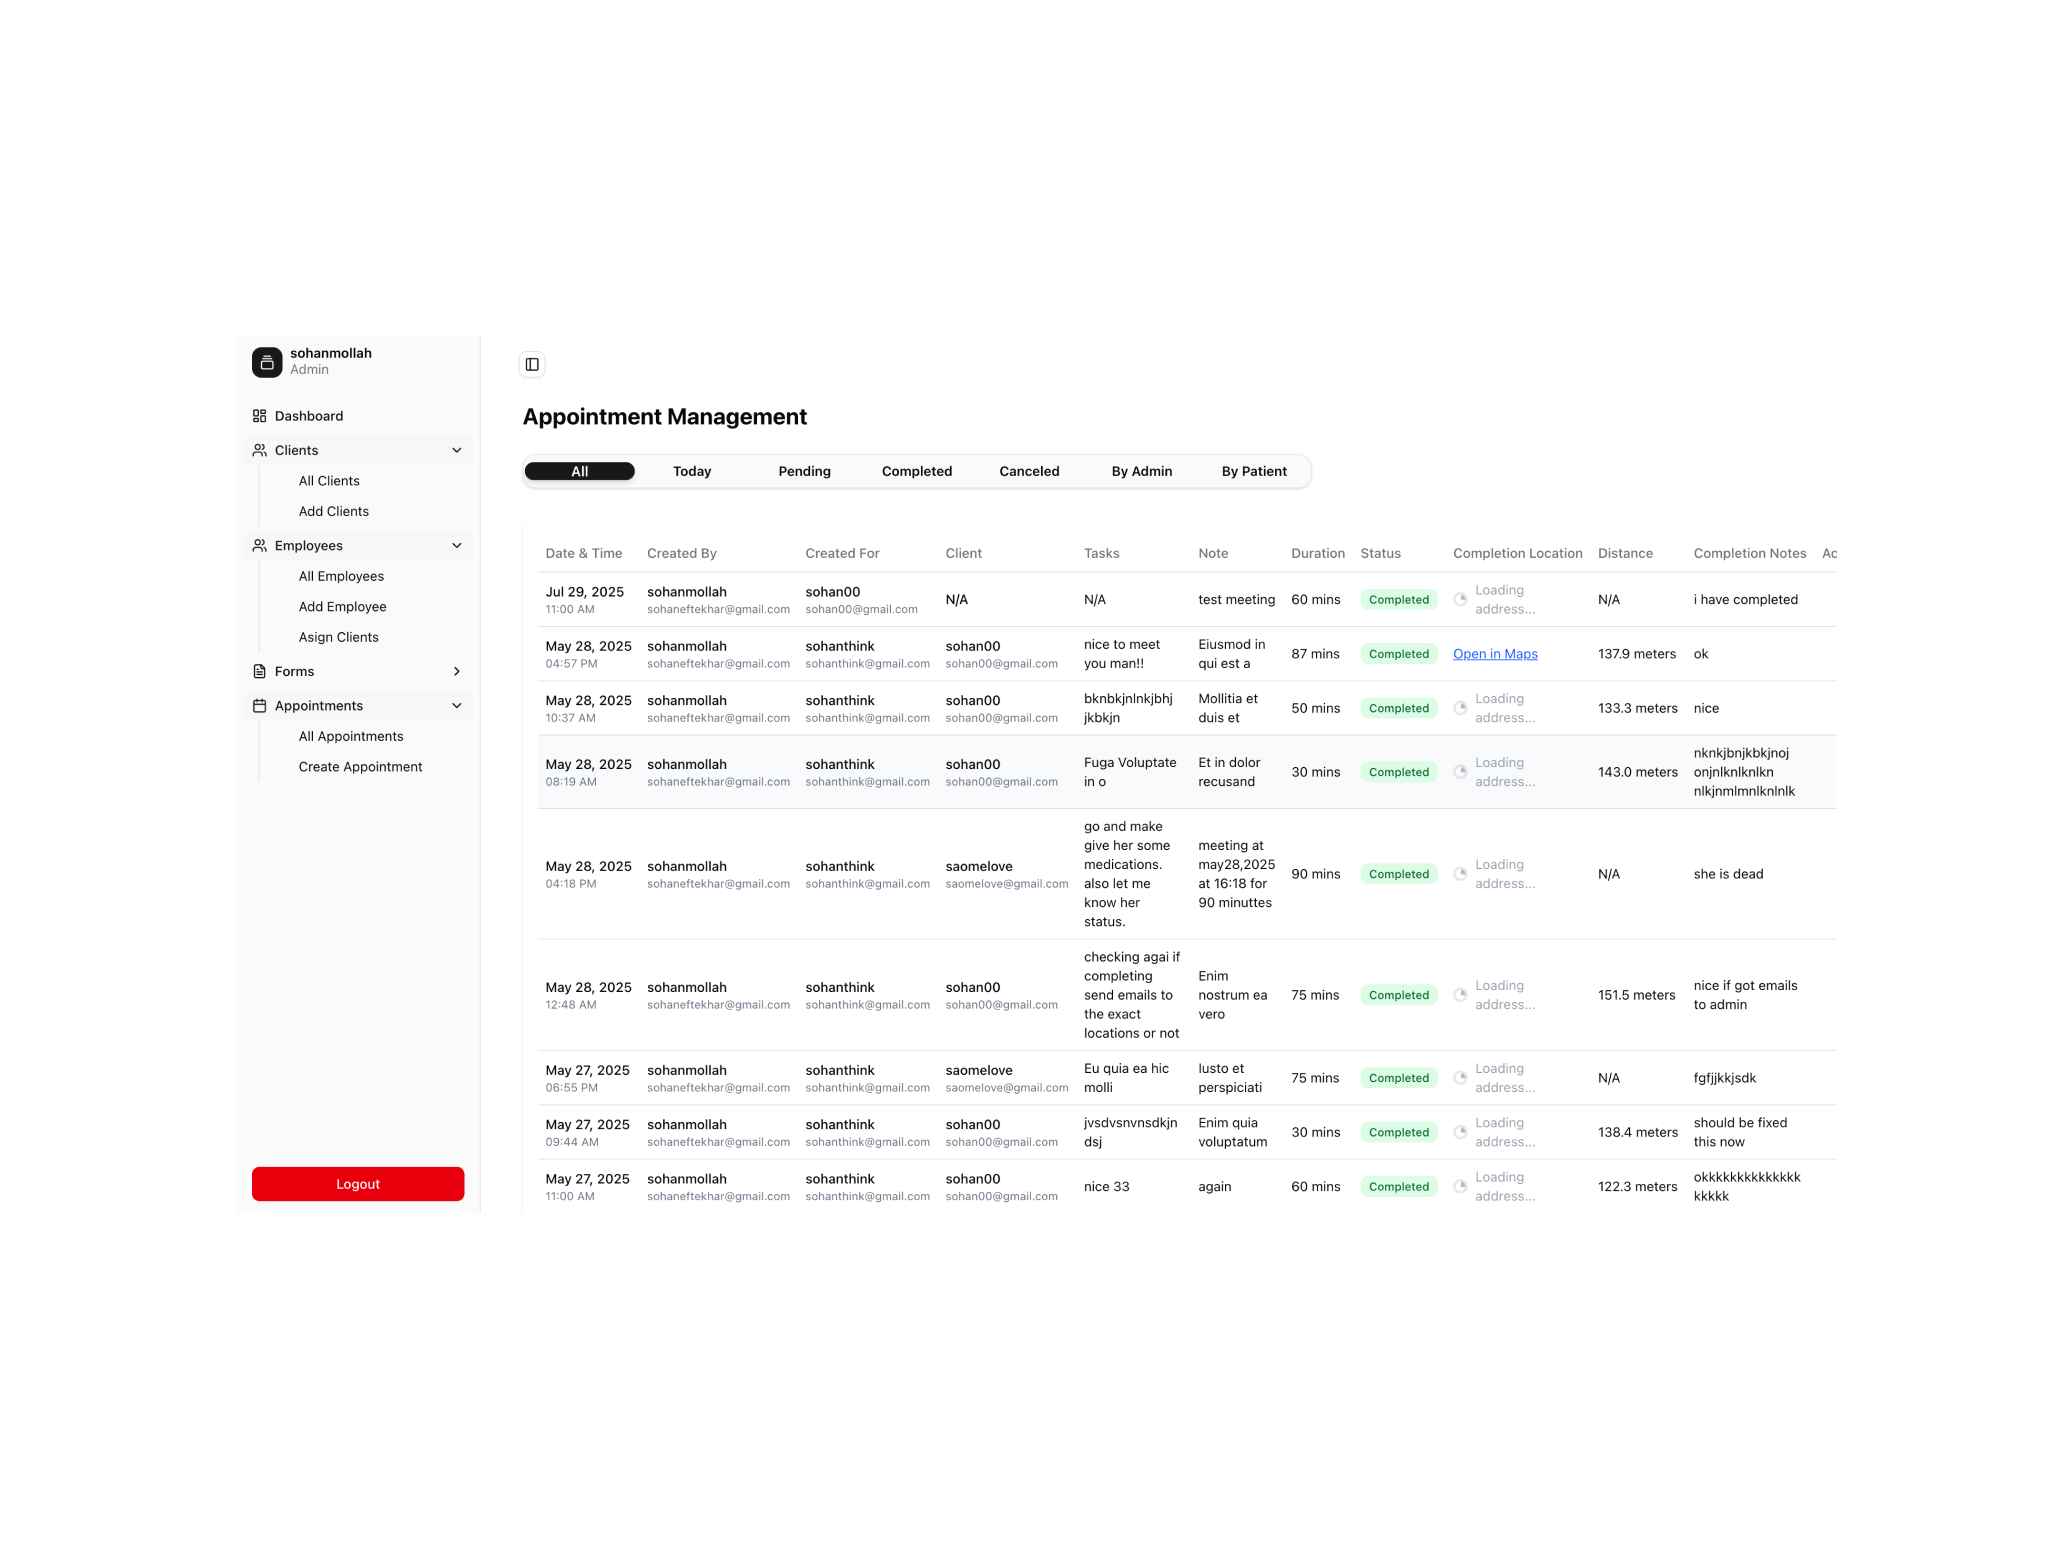 sohanmollah
Admin
Dashboard
Clients
All Clients
Add Clients
Employees
All Employees
Add Employee
Asign Clients
Forms
Appointments
All Appointments
Create Appointment
Logout
Appointment Management
All Today Pending Completed Canceled By Admin By Patient
Date & Time Created By Created For Client Tasks Note Duration Status Completion Location Distance Completion Notes Ac
Jul 29, 2025
11:00 AM
sohanmollah
sohaneftekhar@gmail.com
sohan00
sohan00@gmail.com
N/A
N/A
test meeting
60 mins
Completed
Loading
address...
N/A
i have completed
May 28, 2025
04:57 PM
sohanmollah
sohaneftekhar@gmail.com
sohanthink
sohanthink@gmail.com
sohan00
sohan00@gmail.com
nice to meet
you man!!
Eiusmod in
qui est a
87 mins
Completed
Open in Maps
137.9 meters
ok
May 28, 2025
10:37 AM
sohanmollah
sohaneftekhar@gmail.com
sohanthink
sohanthink@gmail.com
sohan00
sohan00@gmail.com
bknbkjnlnkjbhj
jkbkjn
Mollitia et
duis et
50 mins
Completed
Loading
address...
133.3 meters
nice
May 28, 2025
08:19 AM
sohanmollah
sohaneftekhar@gmail.com
sohanthink
sohanthink@gmail.com
sohan00
sohan00@gmail.com
Fuga Voluptate
in o
Et in dolor
recusand
30 mins
Completed
Loading
address...
143.0 meters
nknkjbnjkbkjnoj
onjnlknlknlkn
nlkjnmlmnlknlnlk
May 28, 2025
04:18 PM
sohanmollah
sohaneftekhar@gmail.com
sohanthink
sohanthink@gmail.com
saomelove
saomelove@gmail.com
go and make
give her some
medications.
also let me
know her
status.
meeting at
may28,2025
at 16:18 for
90 minuttes
90 mins
Completed
Loading
address...
N/A
she is dead
May 28, 2025
12:48 AM
sohanmollah
sohaneftekhar@gmail.com
sohanthink
sohanthink@gmail.com
sohan00
sohan00@gmail.com
checking agai if
completing
send emails to
the exact
locations or not
Enim
nostrum ea
vero
75 mins
Completed
Loading
address...
151.5 meters
nice if got emails
to admin
May 27, 2025
06:55 PM
sohanmollah
sohaneftekhar@gmail.com
sohanthink
sohanthink@gmail.com
saomelove
saomelove@gmail.com
Eu quia ea hic
molli
Iusto et
perspiciati
75 mins
Completed
Loading
address...
N/A
fgfjjkkjsdk
May 27, 2025
09:44 AM
sohanmollah
sohaneftekhar@gmail.com
sohanthink
sohanthink@gmail.com
sohan00
sohan00@gmail.com
jvsdvsnvnsdkjn
dsj
Enim quia
voluptatum
30 mins
Completed
Loading
address...
138.4 meters
should be fixed
this now
May 27, 2025
11:00 AM
sohanmollah
sohaneftekhar@gmail.com
sohanthink
sohanthink@gmail.com
sohan00
sohan00@gmail.com
nice 33
again
60 mins
Completed
Loading
address...
122.3 meters
okkkkkkkkkkkkkk
kkkkk